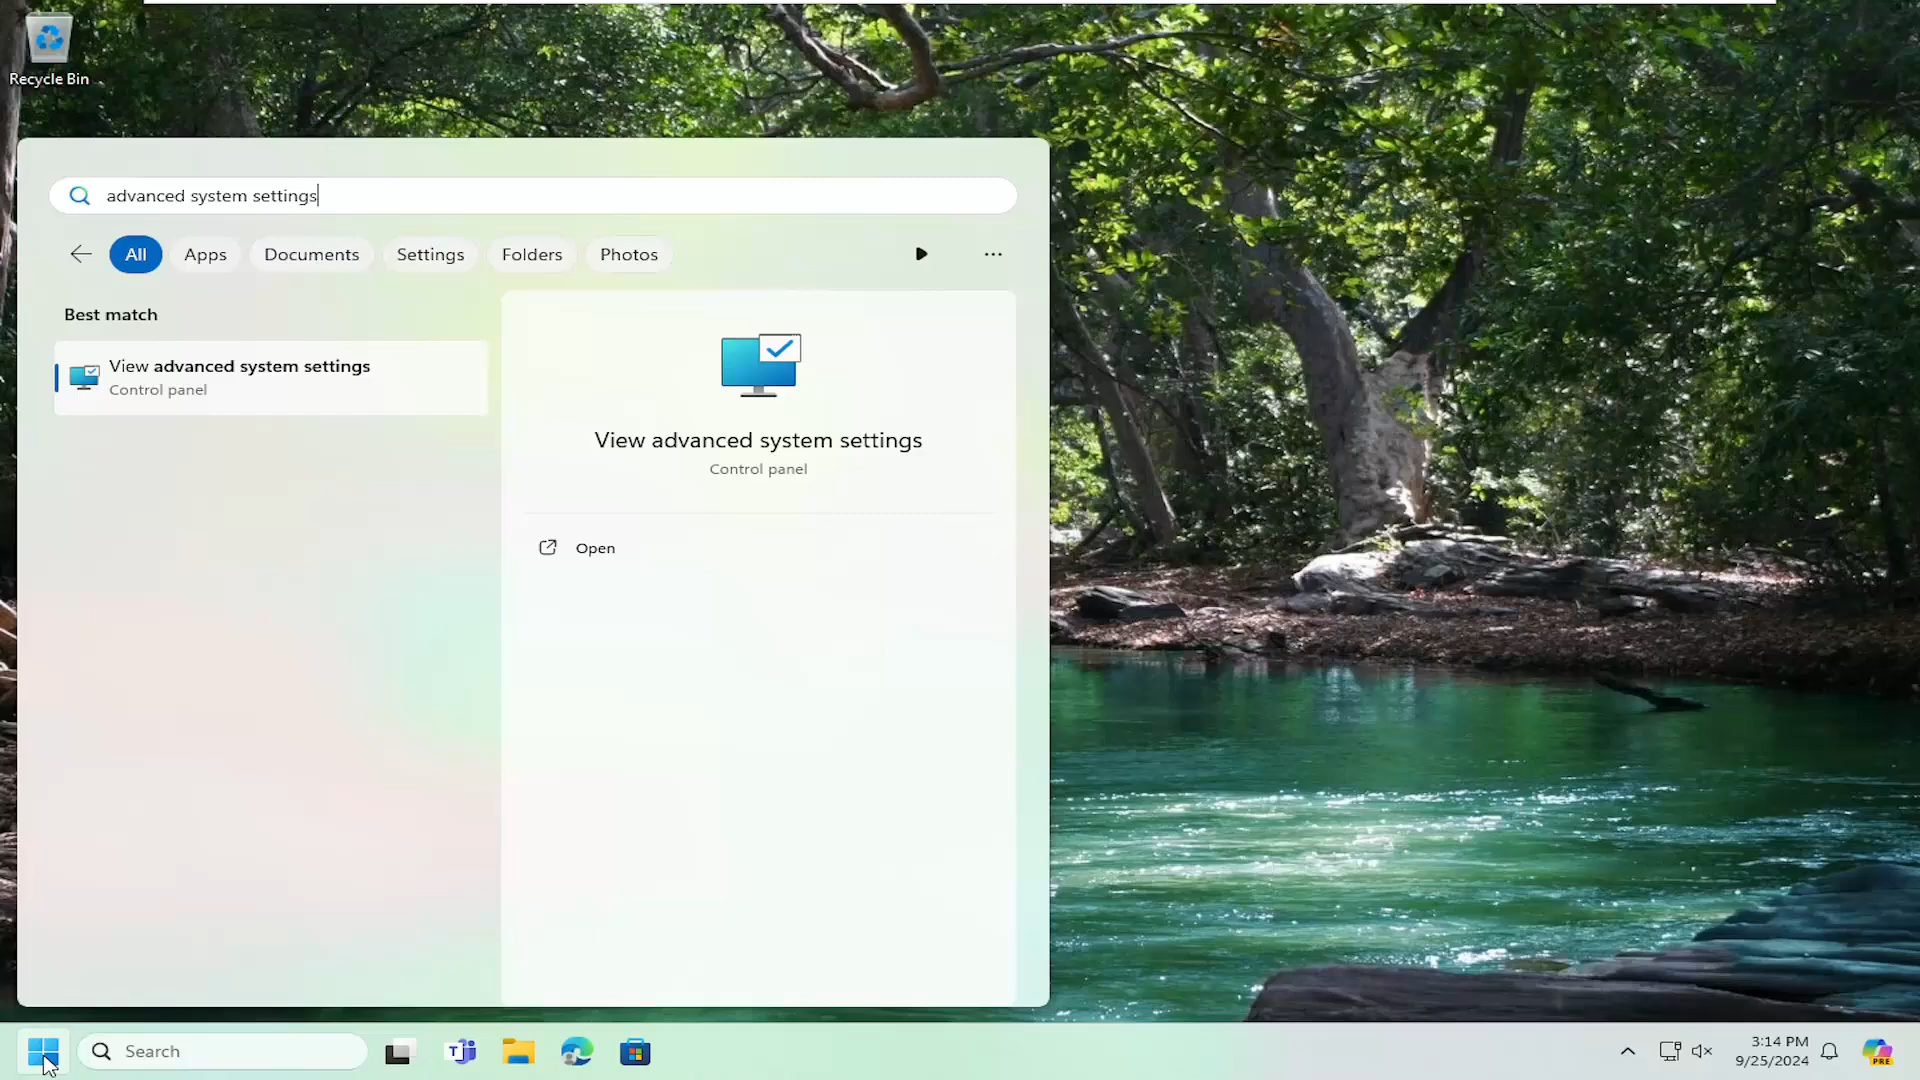 Recycle Bin
advanced system settings
All Apps Documents Settings Folders Photos
Best match
View advanced system settings
Control panel
View advanced system settings
Control panel
Open
Search
3:14 PM
9/25/2024
T
PRE